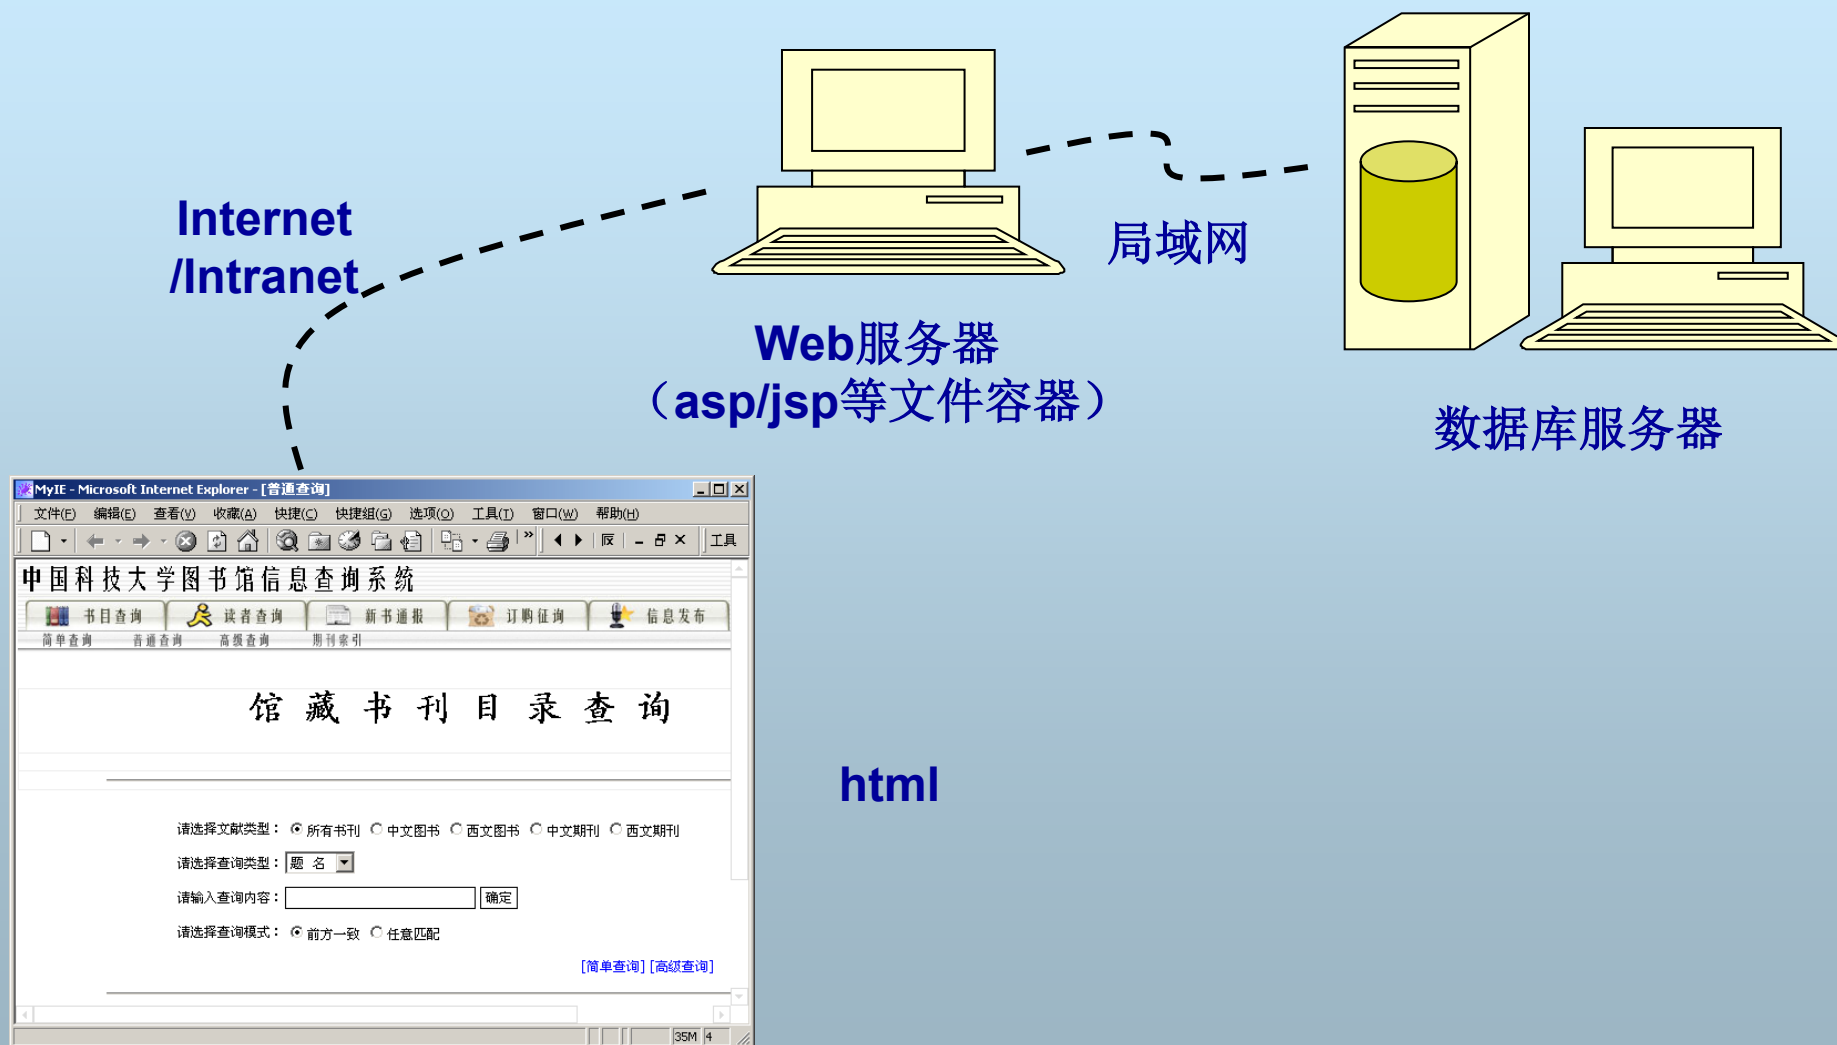 Internet
/Intranet
局域网
Web服务器
（asp/jsp等文件容器）
数据库服务器
MyIE - Microsoft Internet Explorer - [普通查询]
文件(F) 编辑(E) 查看(V) 收藏(A) 快捷(C) 快捷组(G) 选项(O) 工具(T) 窗口(W) 帮助(H)
» 灰 工具
中国科技大学图书馆信息查询系统
书目查询 读者查询 新书通报 订购征询 信息发布
简单查询 普通查询 高级查询 期刊索引
馆藏书刊目录查询
html
请选择文献类型： 所有书刊 中文图书 西文图书 中文期刊 西文期刊
请选择查询类型： 题 名
请输入查询内容： 确定
请选择查询模式： 前方一致 任意匹配
[简单查询] [高级查询]
35M 4